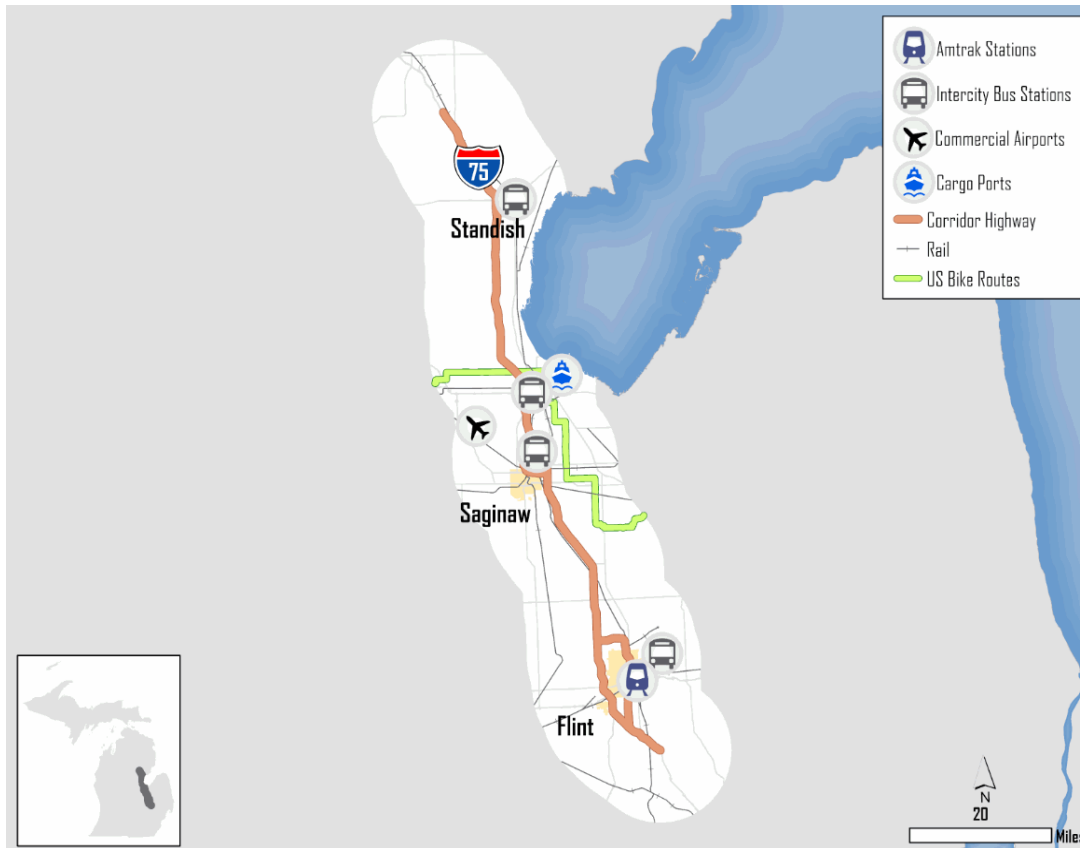 Amtrak Stations
Intercity Bus Stations
Commercial Airports
Cargo Ports
Corridor Highway
Rail
US Bike Routes
75
Standish
Saginaw
Flint
N
20
Miles